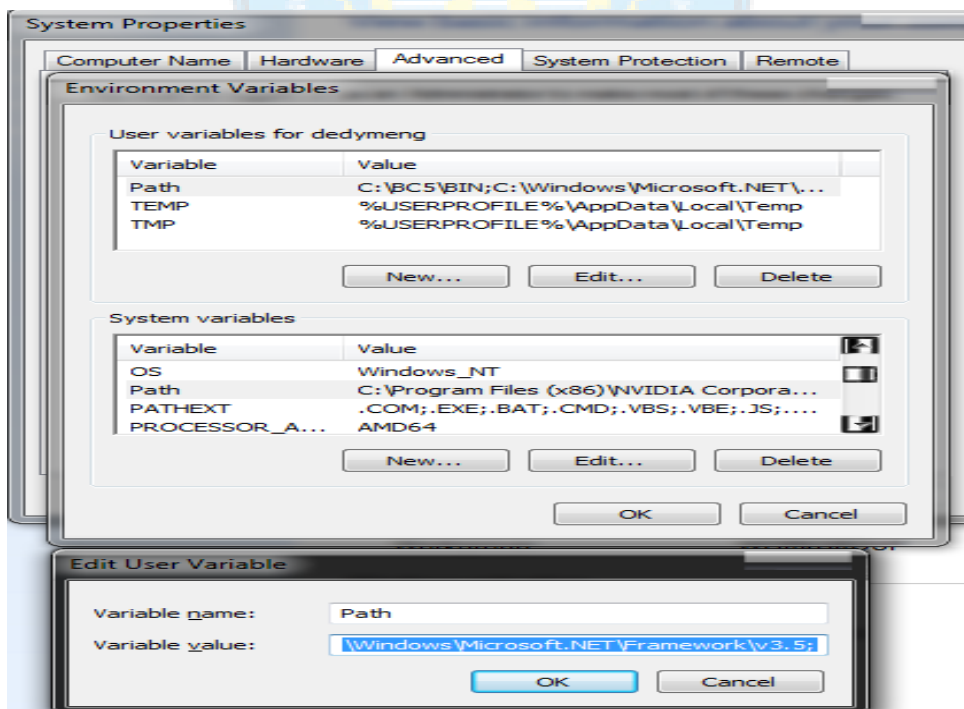 System Properties
Computer Name Hardware Advanced System Protection Remote
Environment Variables
User variables for dedymeng
Variable Value
Path C:\BC5\BIN;C:\Windows\Microsoft.NET\...
TEMP %USERPROFILE%\AppData\Local\Temp
TMP %USERPROFILE%\AppData\Local\Temp
New... Edit... Delete
System variables
Variable Value
OS Windows_NT
Path C:\Program Files (x86)\NVIDIA Corpora...
PATHEXT .COM;.EXE;.BAT;.CMD;.VBS;.VBE;.JS;....
PROCESSOR_A... AMD64
New... Edit... Delete
OK Cancel
Edit User Variable
Variable name: Path
Variable value: \Windows\Microsoft.NET\Framework\v3.5;
OK Cancel